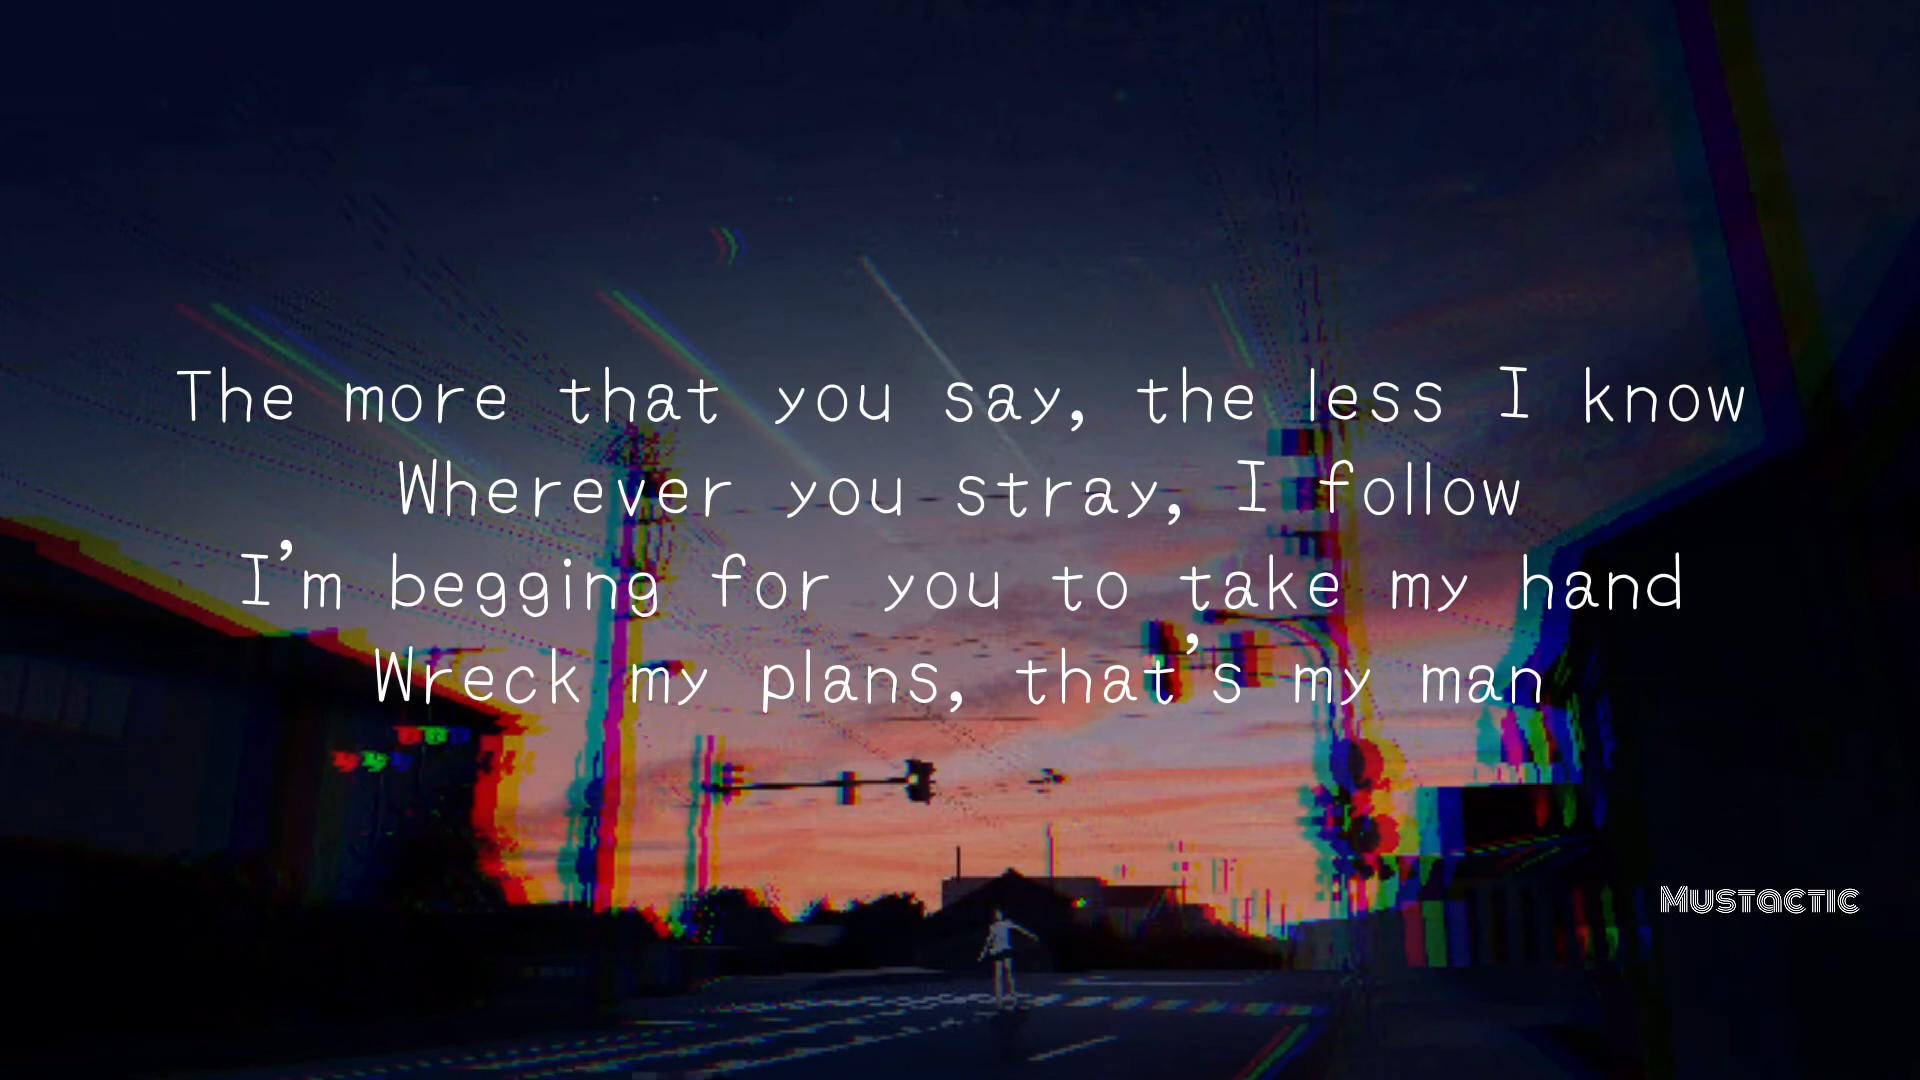 The more that you say, the less I know
Wherever you stray, I follow
I’m begging for you to take my hand
Wreck my plans, that’s my man
Mustactic